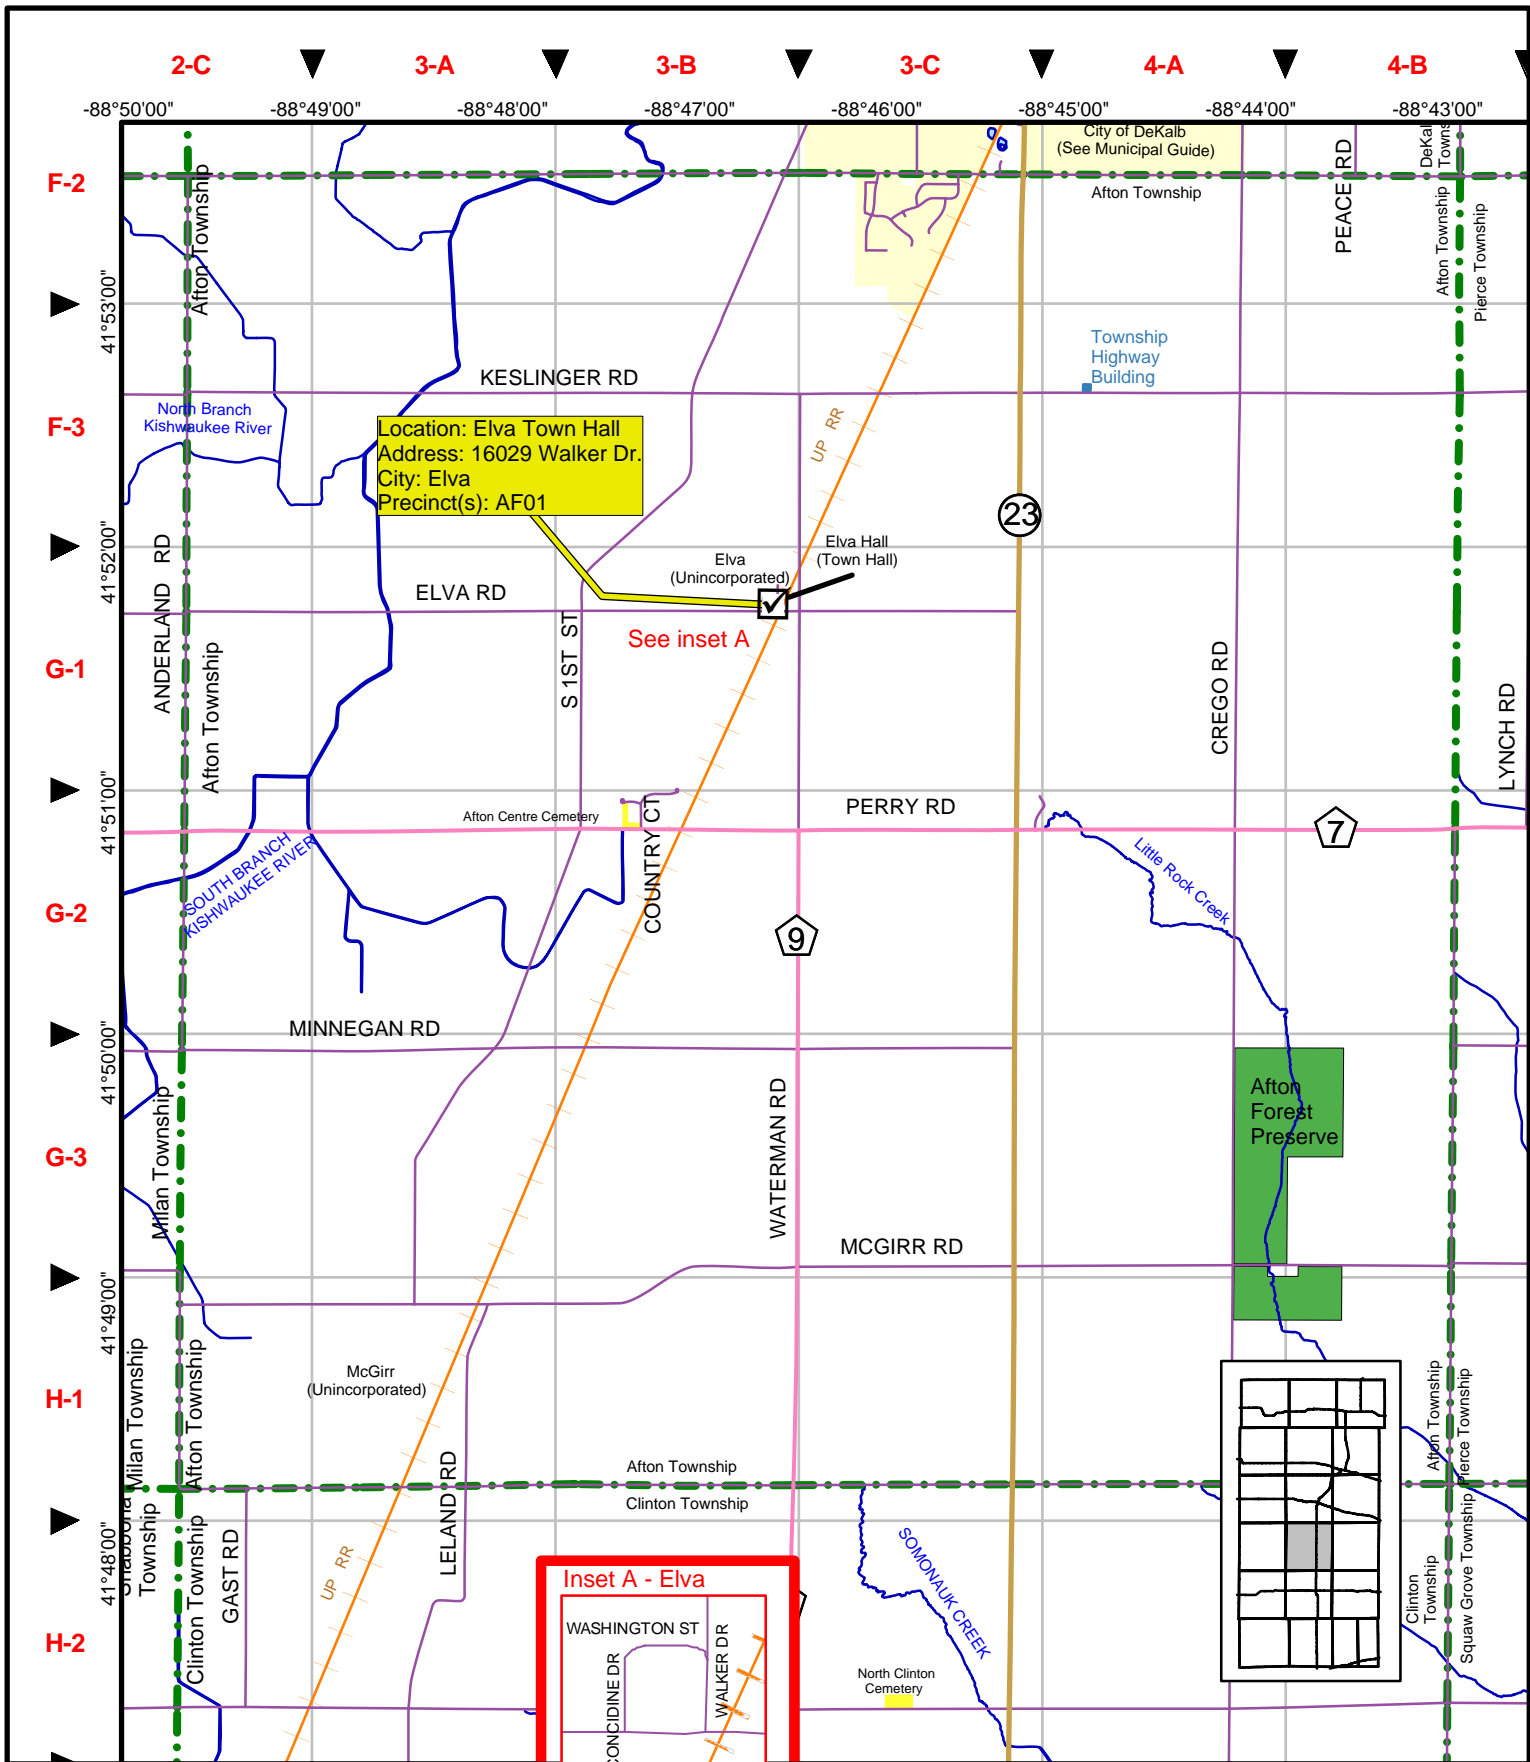 2-C 3-A 3-B 3-C 4-A 4-B
-88°50'00" -88°49'00" -88°48'00" -88°47'00" -88°46'00" -88°45'00" -88°44'00" -88°43'00"
City of DeKalb
(See Municipal Guide)
F-2
Afton Township
Afton Township
PEACE RD
Afton Township
Pierce Township
41°53'00"
Township
Highway
Building
KESLINGER RD
North Branch
Kishwaukee River
F-3
Location: Elva Town Hall
Address: 16029 Walker Dr.
City: Elva
Precinct(s): AF01
UP RR
23
41°52'00"
ANDERLAND RD
Elva Hall
(Town Hall)
Elva
(Unincorporated)
ELVA RD
See inset A
S 1ST ST
G-1
Afton Township
CREGO RD
LYNCH RD
41°51'00"
Afton Centre Cemetery
COUNTRY CT
PERRY RD
7
SOUTH BRANCH
KISHWAUKEE RIVER
Little Rock Creek
G-2
9
MINNEGAN RD
41°50'00"
Milan Township
WATERMAN RD
Afton
Forest
Preserve
G-3
MCGIRR RD
41°49'00"
McGirr
(Unincorporated)
H-1
Milan Township
Afton Township
LELAND RD
Afton Township
Clinton Township
Afton Township
Pierce Township
41°48'00"
Township
Clinton Township
GAST RD
UP RR
SOMONAUK CREEK
Clinton
Township
Squaw Grove Township
H-2
Inset A - Elva
WASHINGTON ST
WALKER DR
North Clinton
Cemetery